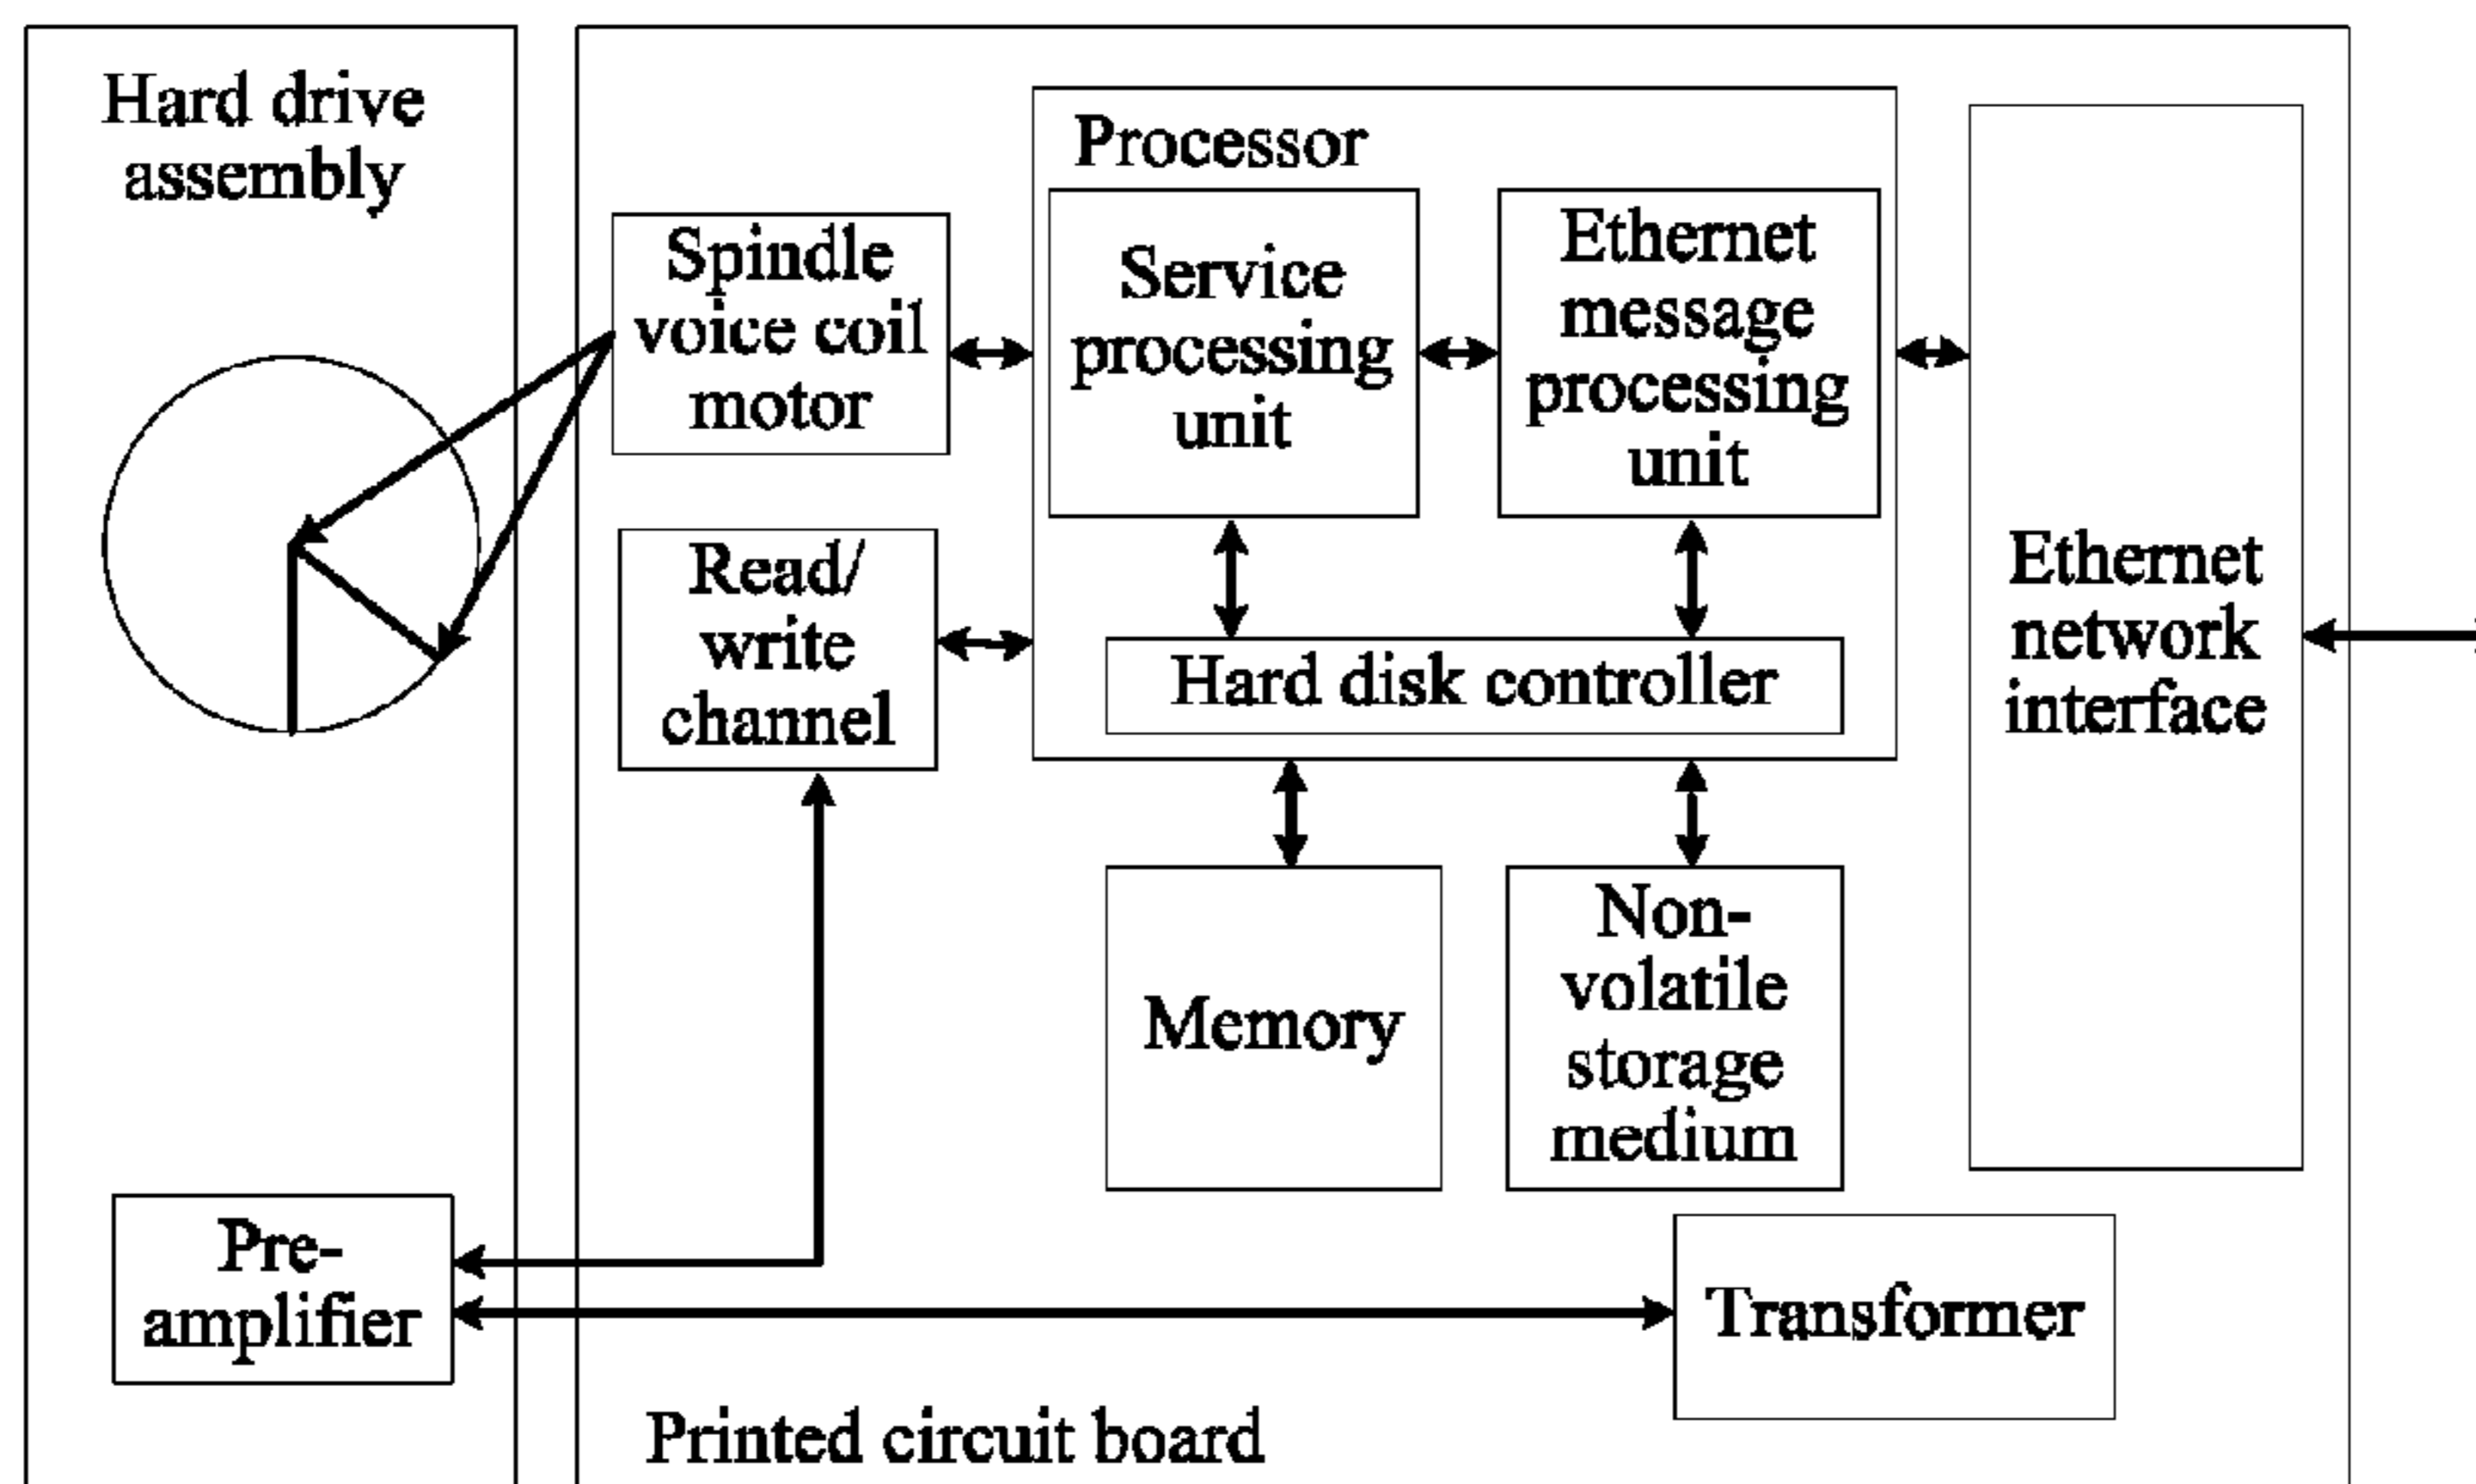 Hard drive
assembly
Processor
Spindle
voice coil
motor
Service
processing
unit
Ethernet
message
processing
unit
Read/
write
channel
Hard disk controller
Ethernet
network
interface
Memory
Non-
volatile
storage
medium
Pre-
amplifier
Transformer
Printed circuit board